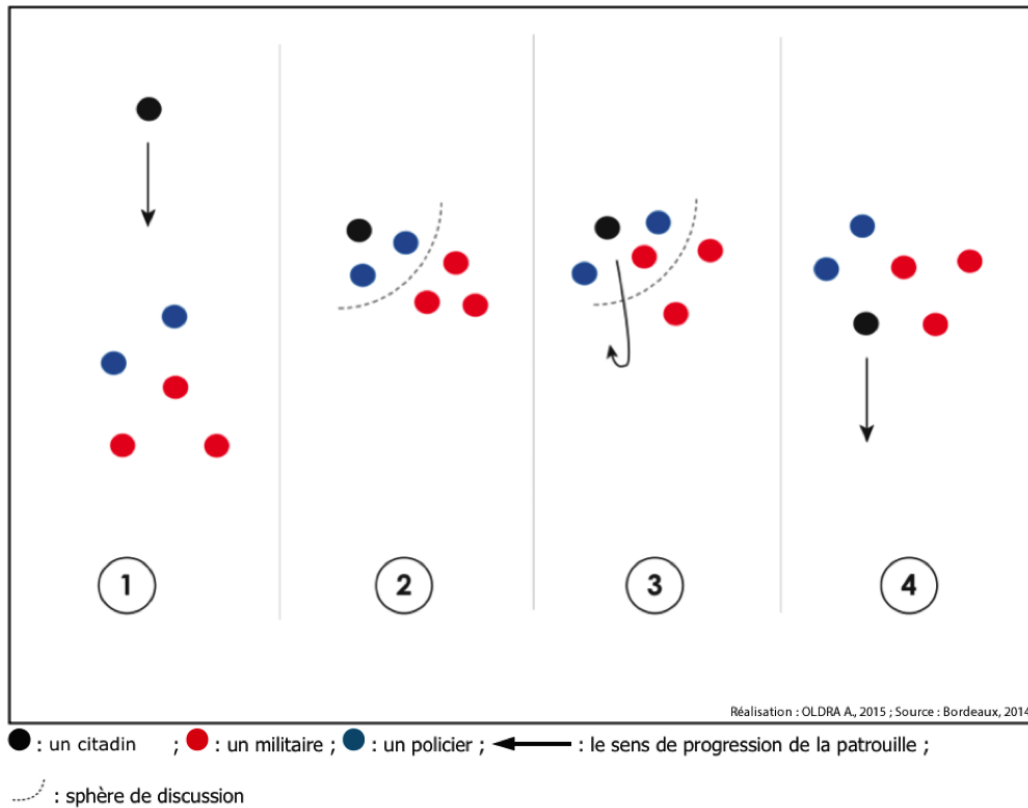 1 2 3 4
Réalisation : OLDRA A., 2015 ; Source : Bordeaux, 2014
: un citadin ; : un militaire ; : un policier ; : le sens de progression de la patrouille ;
: sphère de discussion